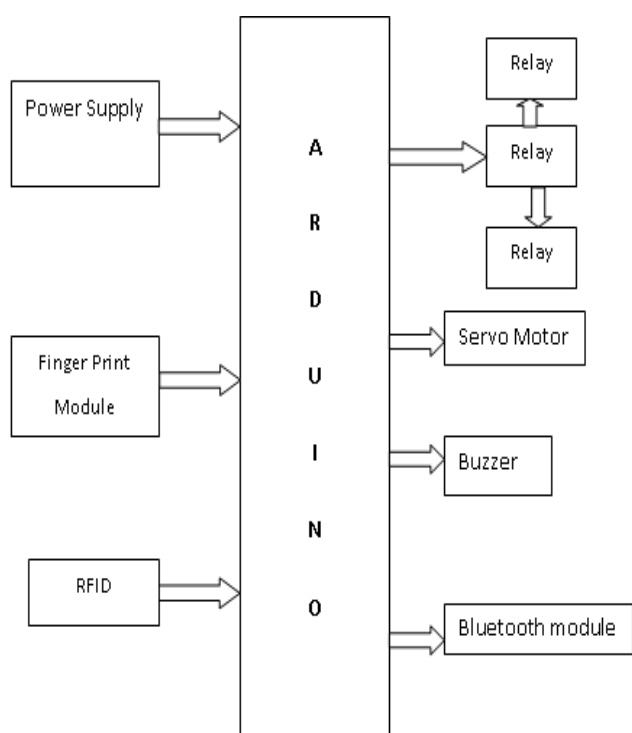 Power Supply
Finger Print
Module
RFID
A
R
D
U
I
N
O
Relay
Relay
Relay
Servo Motor
Buzzer
Bluetooth module